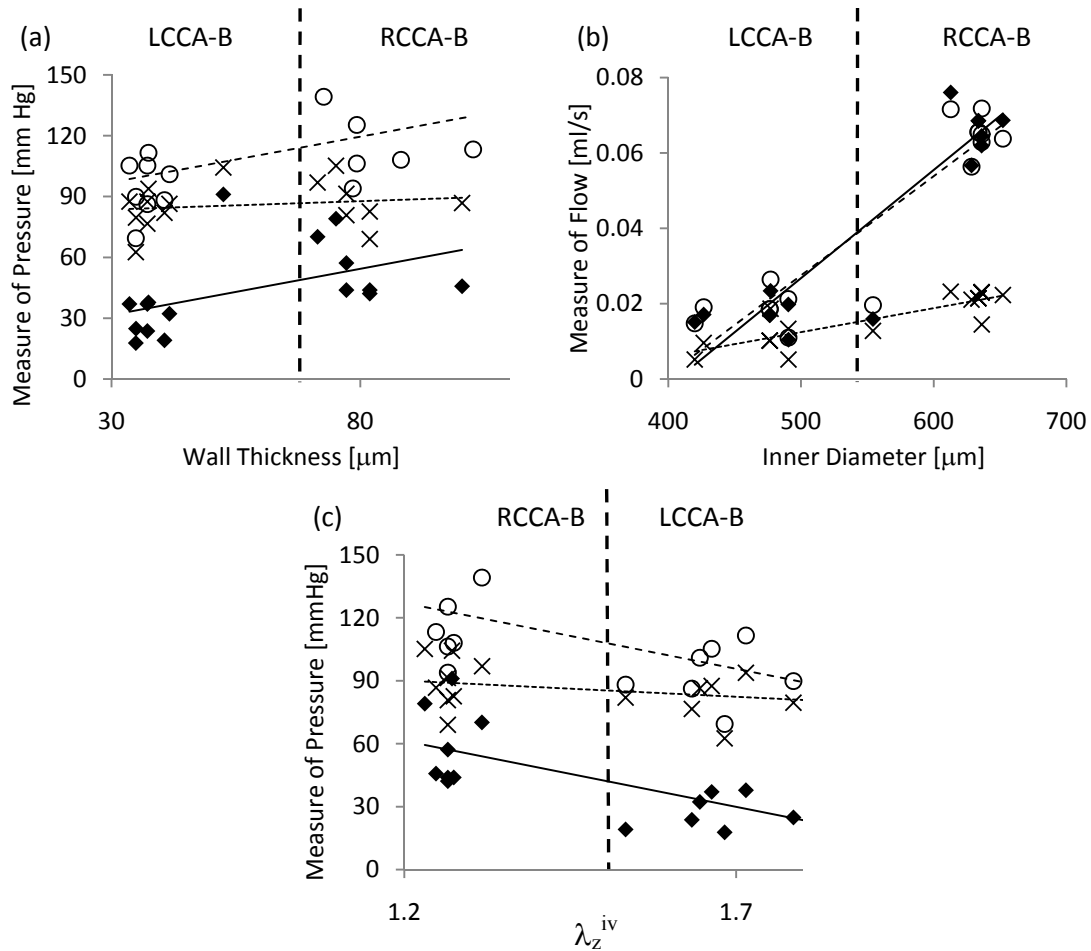 (a)
LCCA-B
RCCA-B
150
120
90
60
30
0
Measure of Pressure [mm Hg]
30
80
Wall Thickness [μm]
(b)
LCCA-B
RCCA-B
0.08
0.06
0.04
0.02
0
Measure of Flow [ml/s]
400
500
600
700
Inner Diameter [μm]
(c)
RCCA-B
LCCA-B
150
120
90
60
30
0
Measure of Pressure [mmHg]
1.2
1.7
λz^iv